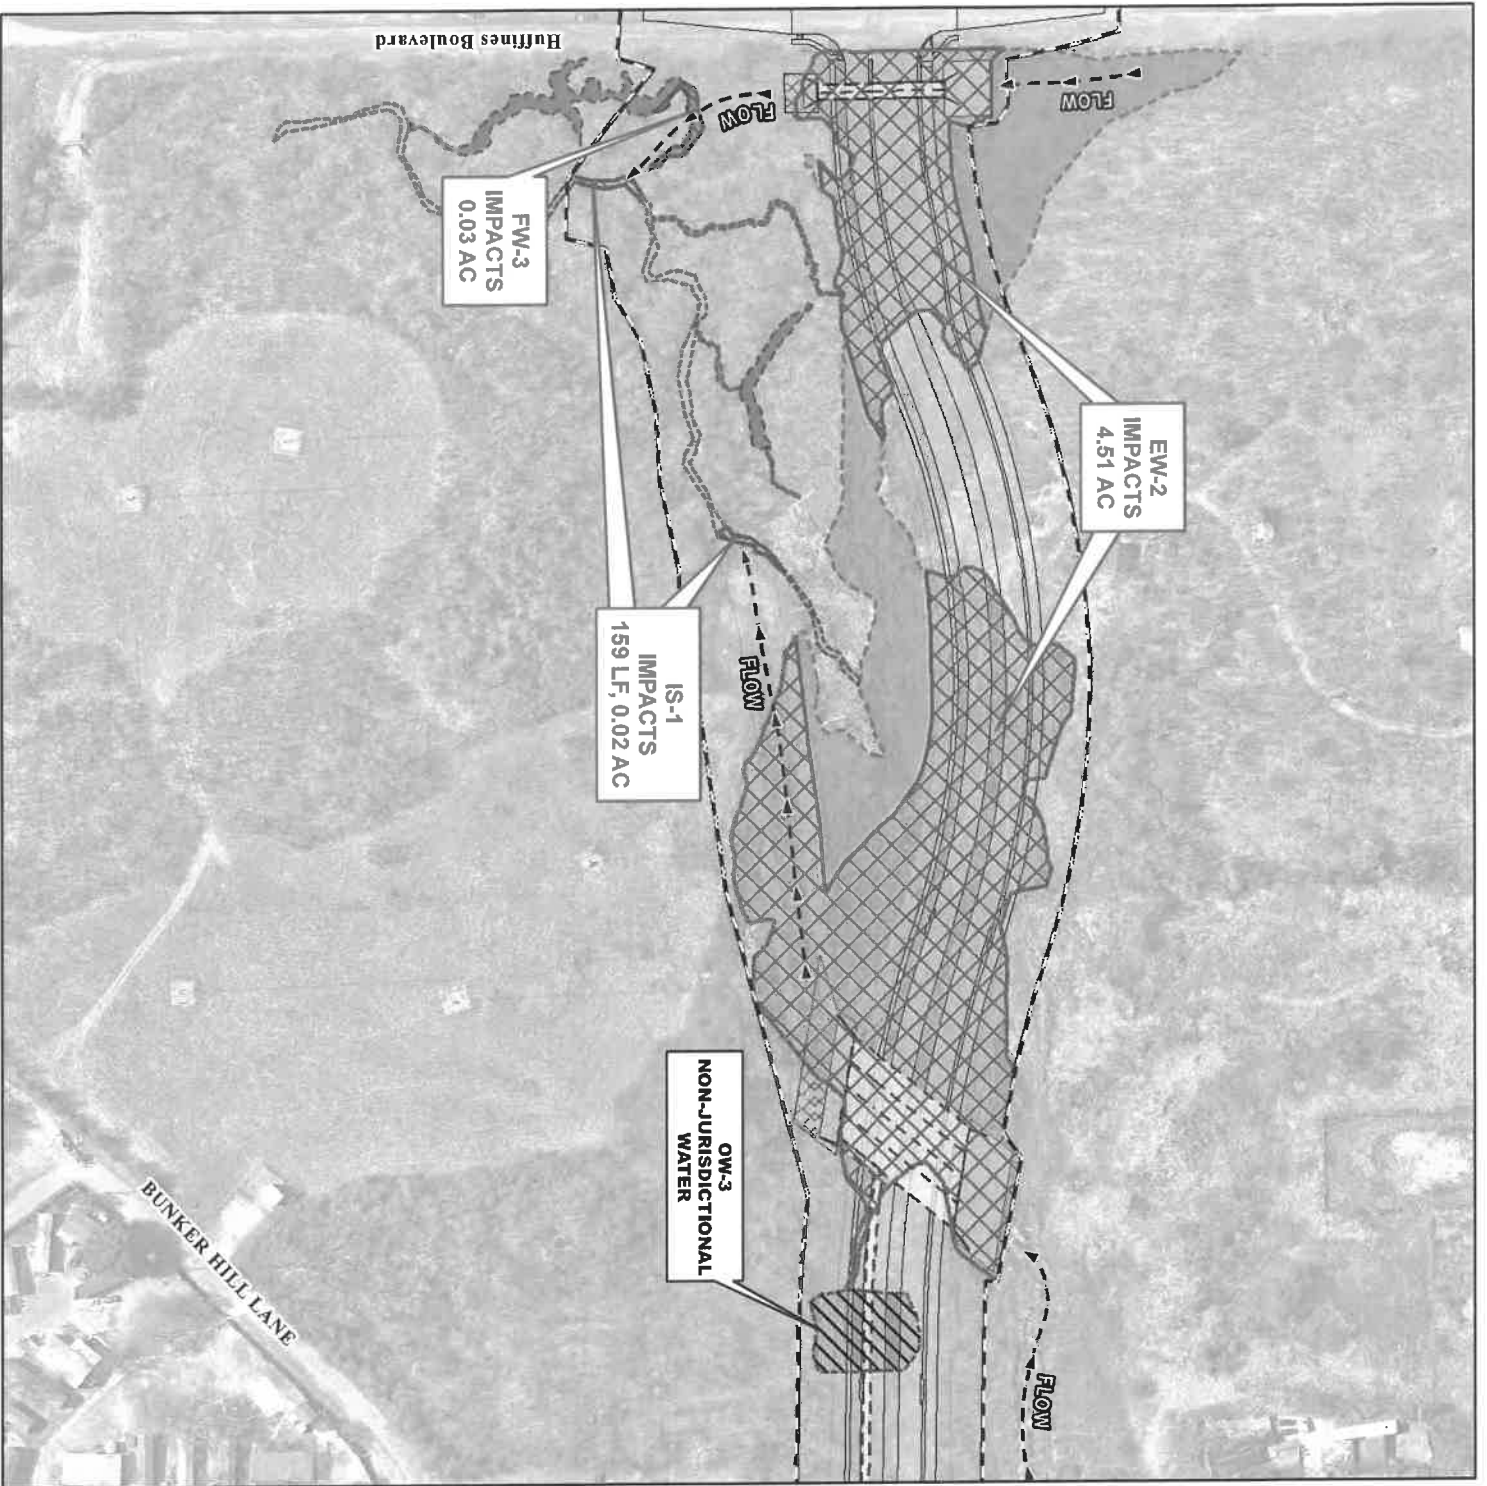 Huffines Boulevard
FLOW
FLOW
FW-3
IMPACTS
0.03 AC
EW-2
IMPACTS
4.51 AC
IS-1
IMPACTS
159 LF, 0.02 AC
FLOW
OW-3
NON-JURISDICTIONAL
WATER
BUNKER HILL LANE
FLOW